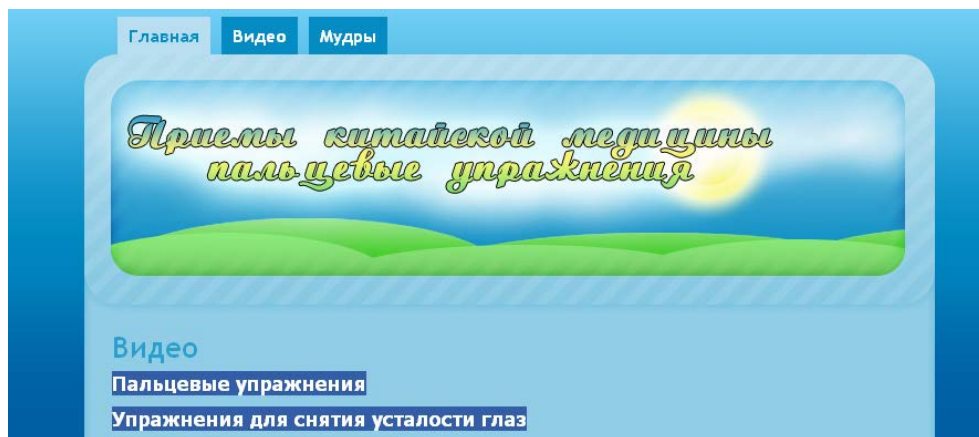 Главная Видео Мудры
Приемы китайской медицины
пальцевые упражнения
Видео
Пальцевые упражнения
Упражнения для снятия усталости глаз